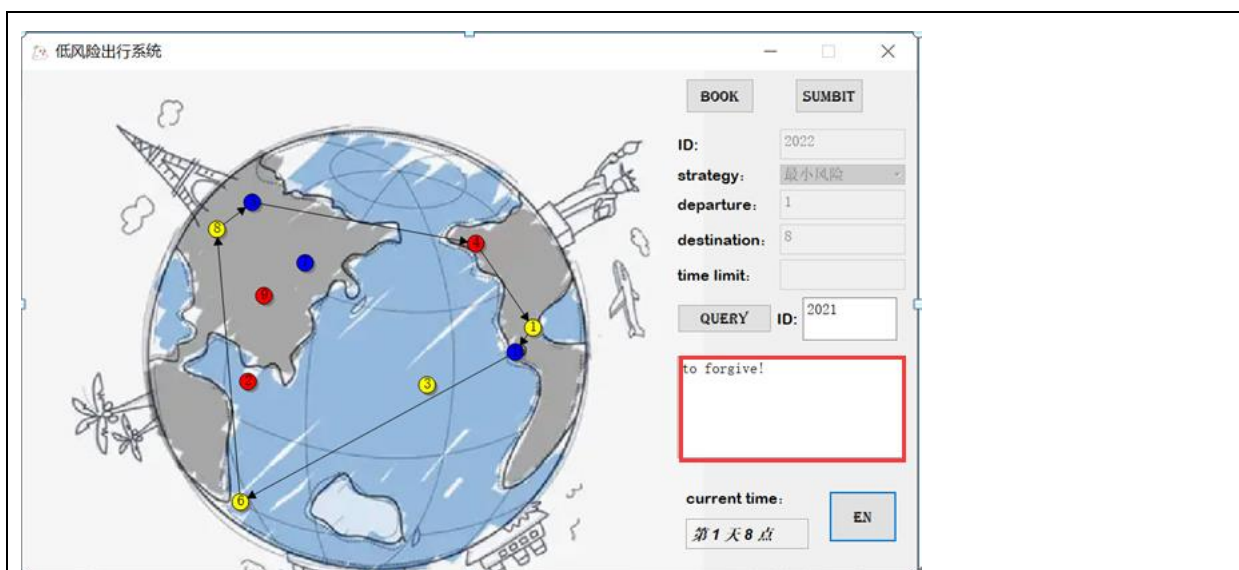 低风险出行系统
BOOK SUMBIT
ID: 2022
strategy: 最小风险
departure: 1
destination: 8
time limit:
QUERY ID: 2021
to forgive!
current time:
第 1 天 8 点
EN
8
4
9
1
2
3
6